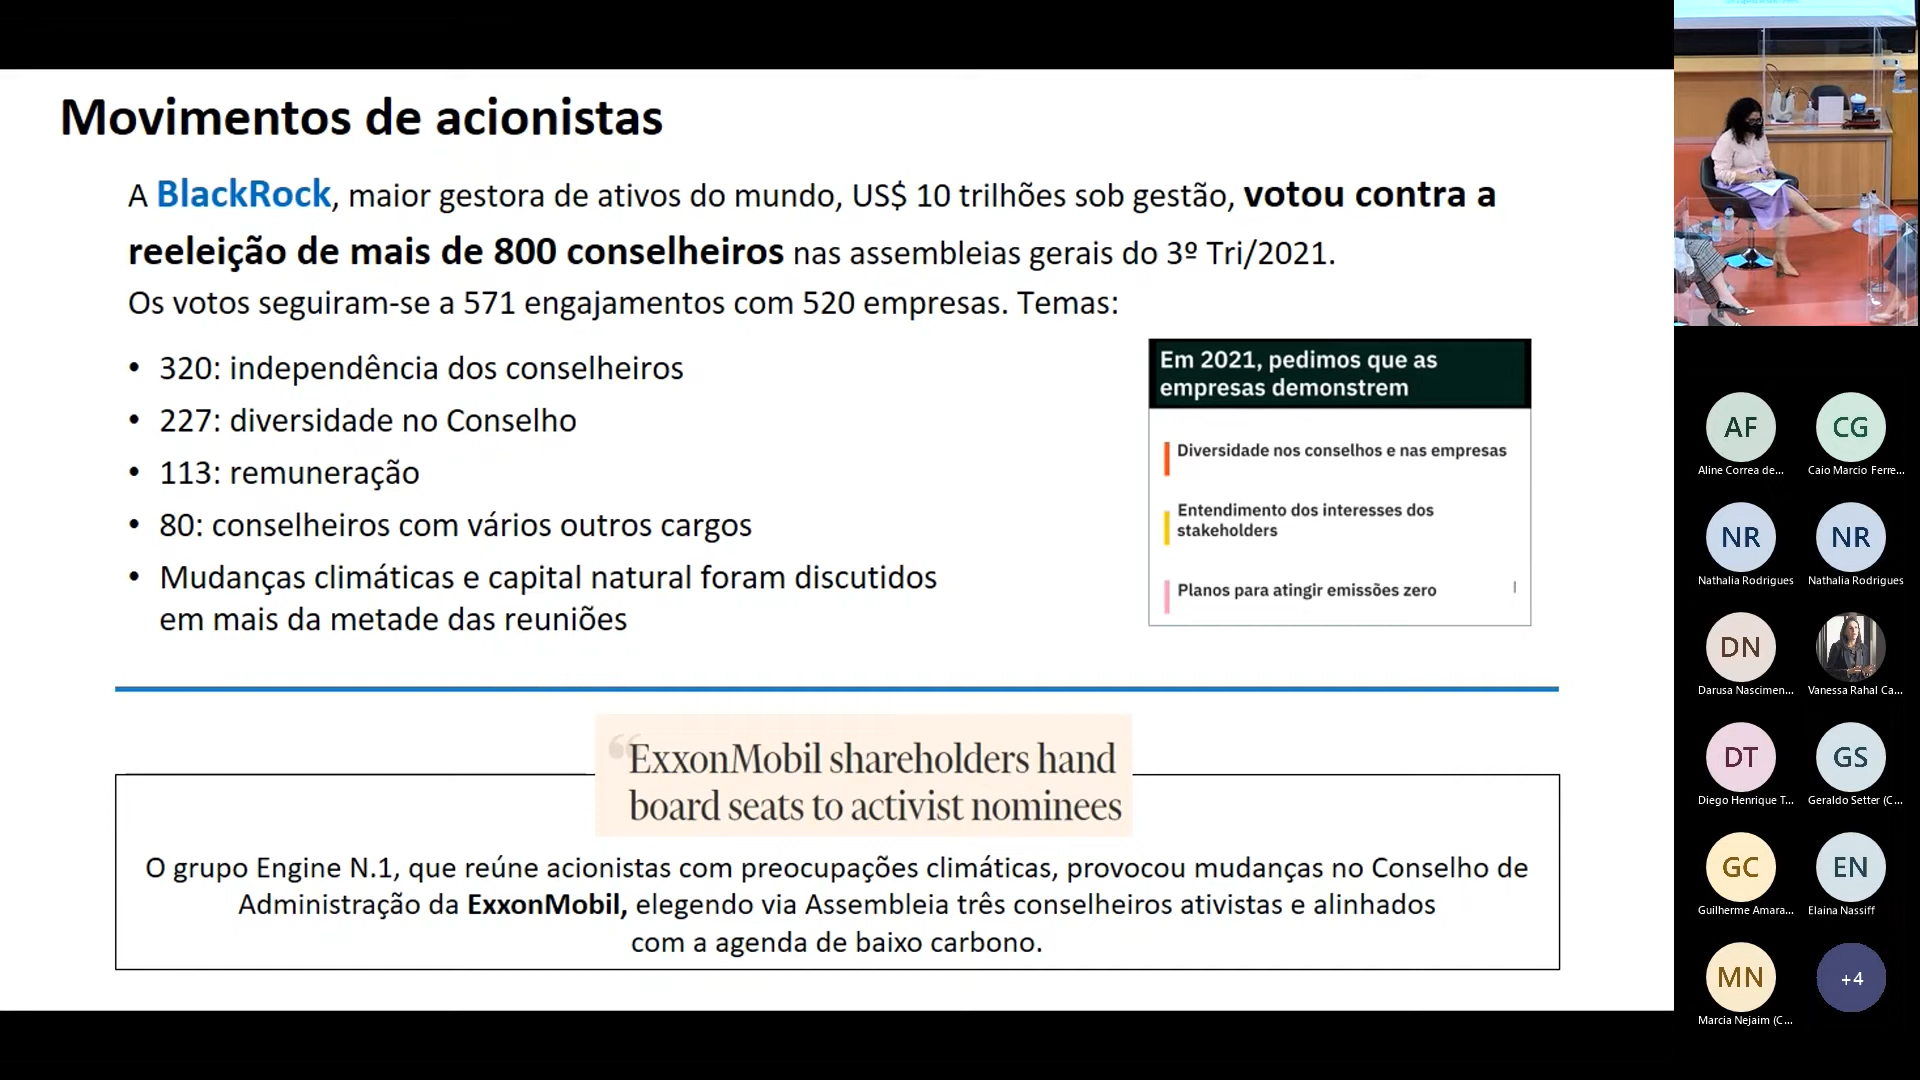 Movimentos de acionistas
A BlackRock, maior gestora de ativos do mundo, US$ 10 trilhões sob gestão, votou contra a
reeleição de mais de 800 conselheiros nas assembleias gerais do 3º Tri/2021.
Os votos seguiram-se a 571 engajamentos com 520 empresas. Temas:
• 320: independência dos conselheiros
• 227: diversidade no Conselho
• 113: remuneração
• 80: conselheiros com vários outros cargos
• Mudanças climáticas e capital natural foram discutidos
em mais da metade das reuniões
Em 2021, pedimos que as
empresas demonstrem
Diversidade nos conselhos e nas empresas
Entendimento dos interesses dos
stakeholders
Planos para atingir emissões zero
“ExxonMobil shareholders hand
board seats to activist nominees
O grupo Engine N.1, que reúne acionistas com preocupações climáticas, provocou mudanças no Conselho de
Administração da ExxonMobil, elegendo via Assembleia três conselheiros ativistas e alinhados
com a agenda de baixo carbono.
AF
Aline Correa de...
CG
Caio Marcio Ferre...
NR
Nathalia Rodrigues
NR
Nathalia Rodrigues
DN
Darusa Nascimen...
Vanessa Rahal Ca...
DT
Diego Henrique T...
GS
Geraldo Setter (C...
GC
Guilherme Amara...
EN
Elaina Nassiff
MN
Marcia Nejaim (C...
+4